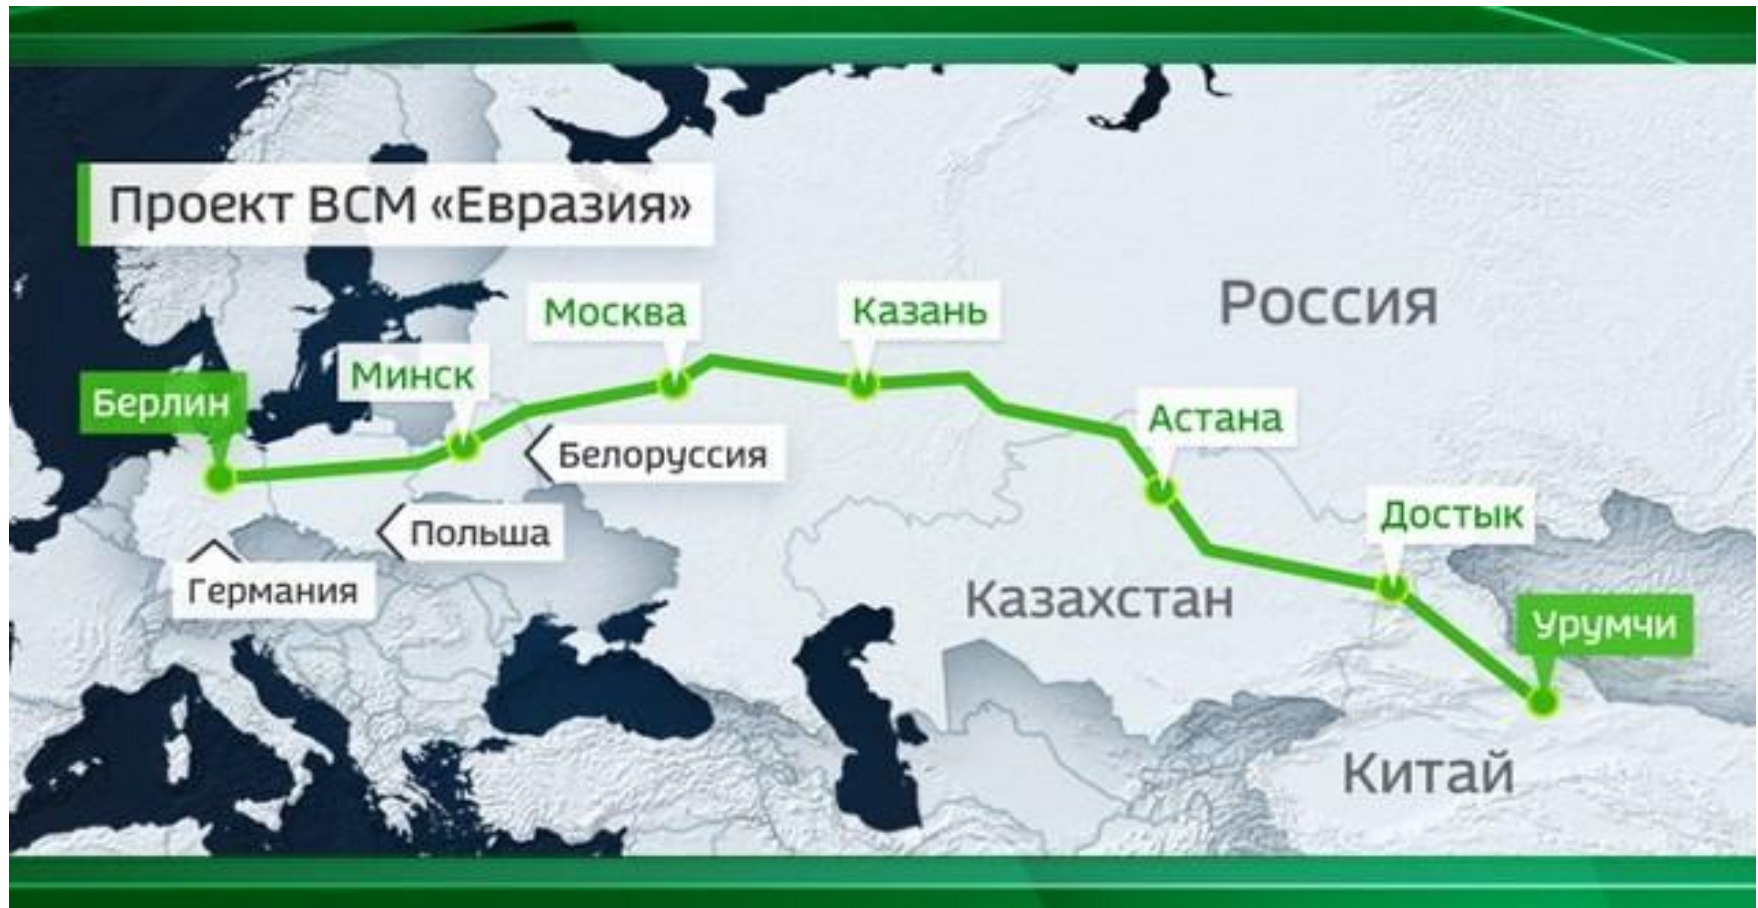 Проект ВСМ «Евразия»
Россия
Москва
Казань
Минск
Берлин
Астана
Белоруссия
Достык
Польша
Германия
Казахстан
Урумчи
Китай